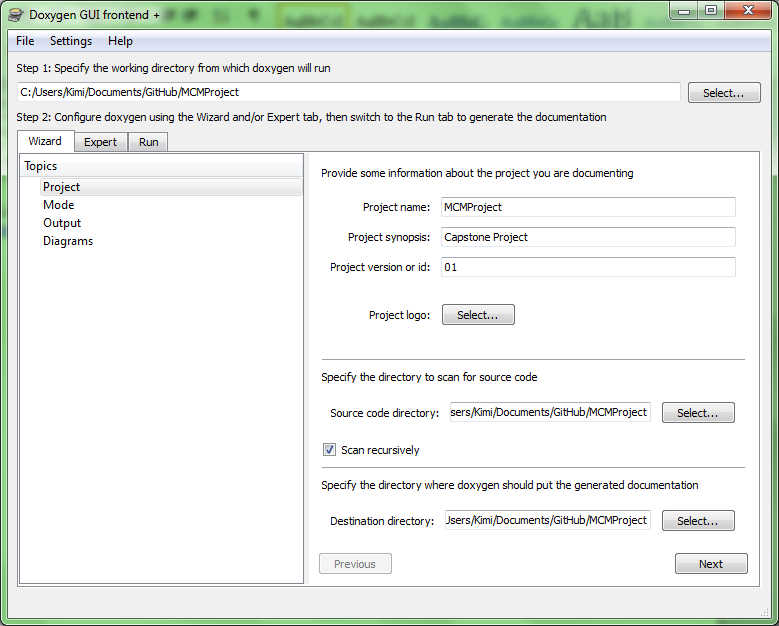 Doxygen GUI frontend +
File Settings Help
Step 1: Specify the working directory from which doxygen will run
C:/Users/Kimi/Documents/GitHub/MCMProject Select...
Step 2: Configure doxygen using the Wizard and/or Expert tab, then switch to the Run tab to generate the documentation
Wizard Expert Run
Topics
Project
Mode
Output
Diagrams
Provide some information about the project you are documenting
Project name: MCMProject
Project synopsis: Capstone Project
Project version or id: 01
Project logo: Select...
Specify the directory to scan for source code
Source code directory: sers/Kimi/Documents/GitHub/MCMProject Select...
Scan recursively
Specify the directory where doxygen should put the generated documentation
Destination directory: Users/Kimi/Documents/GitHub/MCMProject Select...
Previous Next